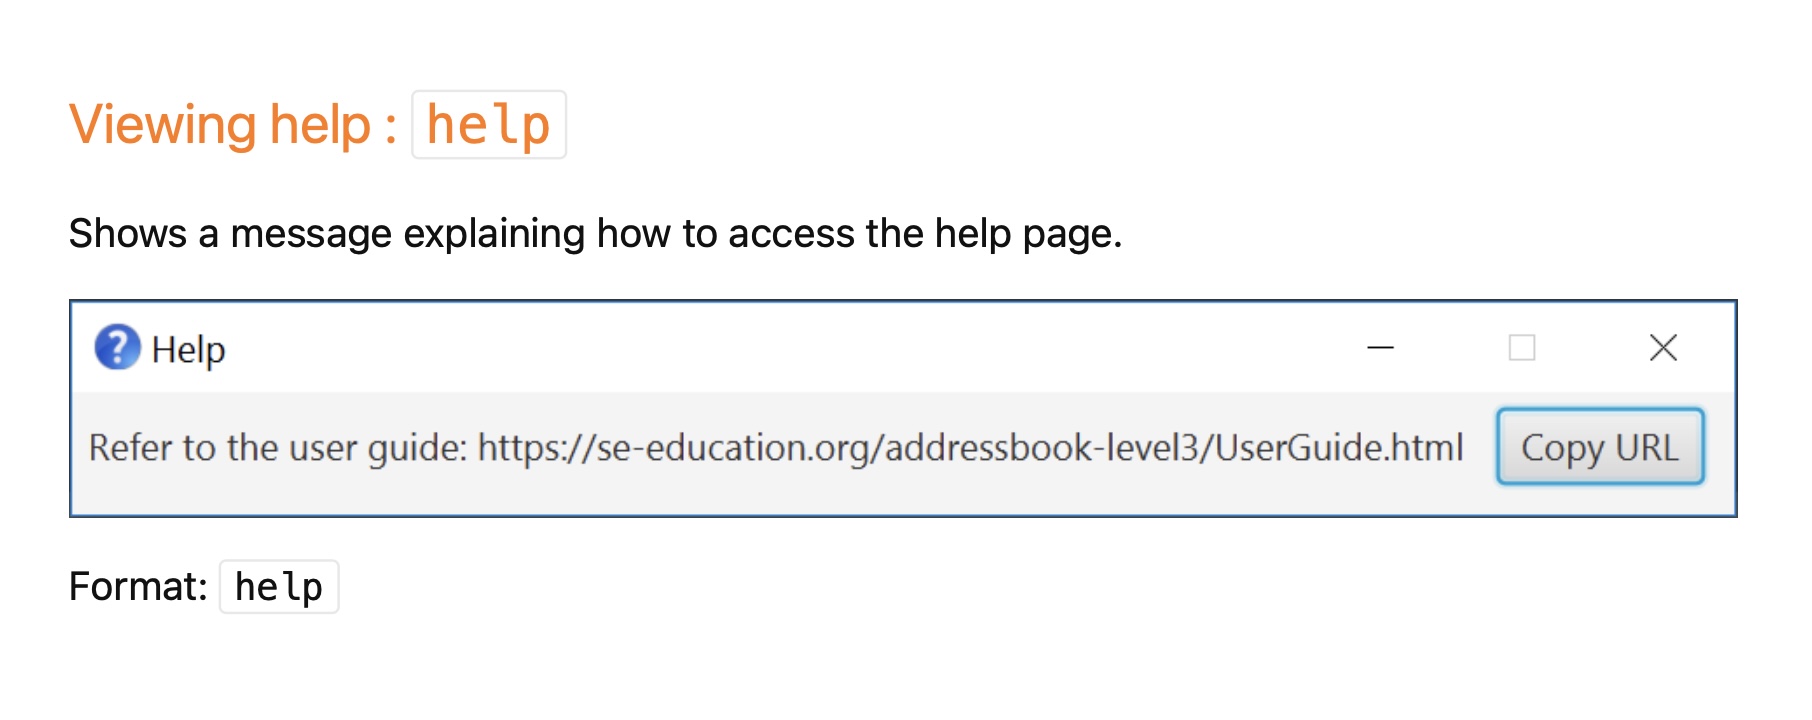 Viewing help : help
Shows a message explaining how to access the help page.
Help
Refer to the user guide: https://se-education.org/addressbook-level3/UserGuide.html Copy URL
Format: help